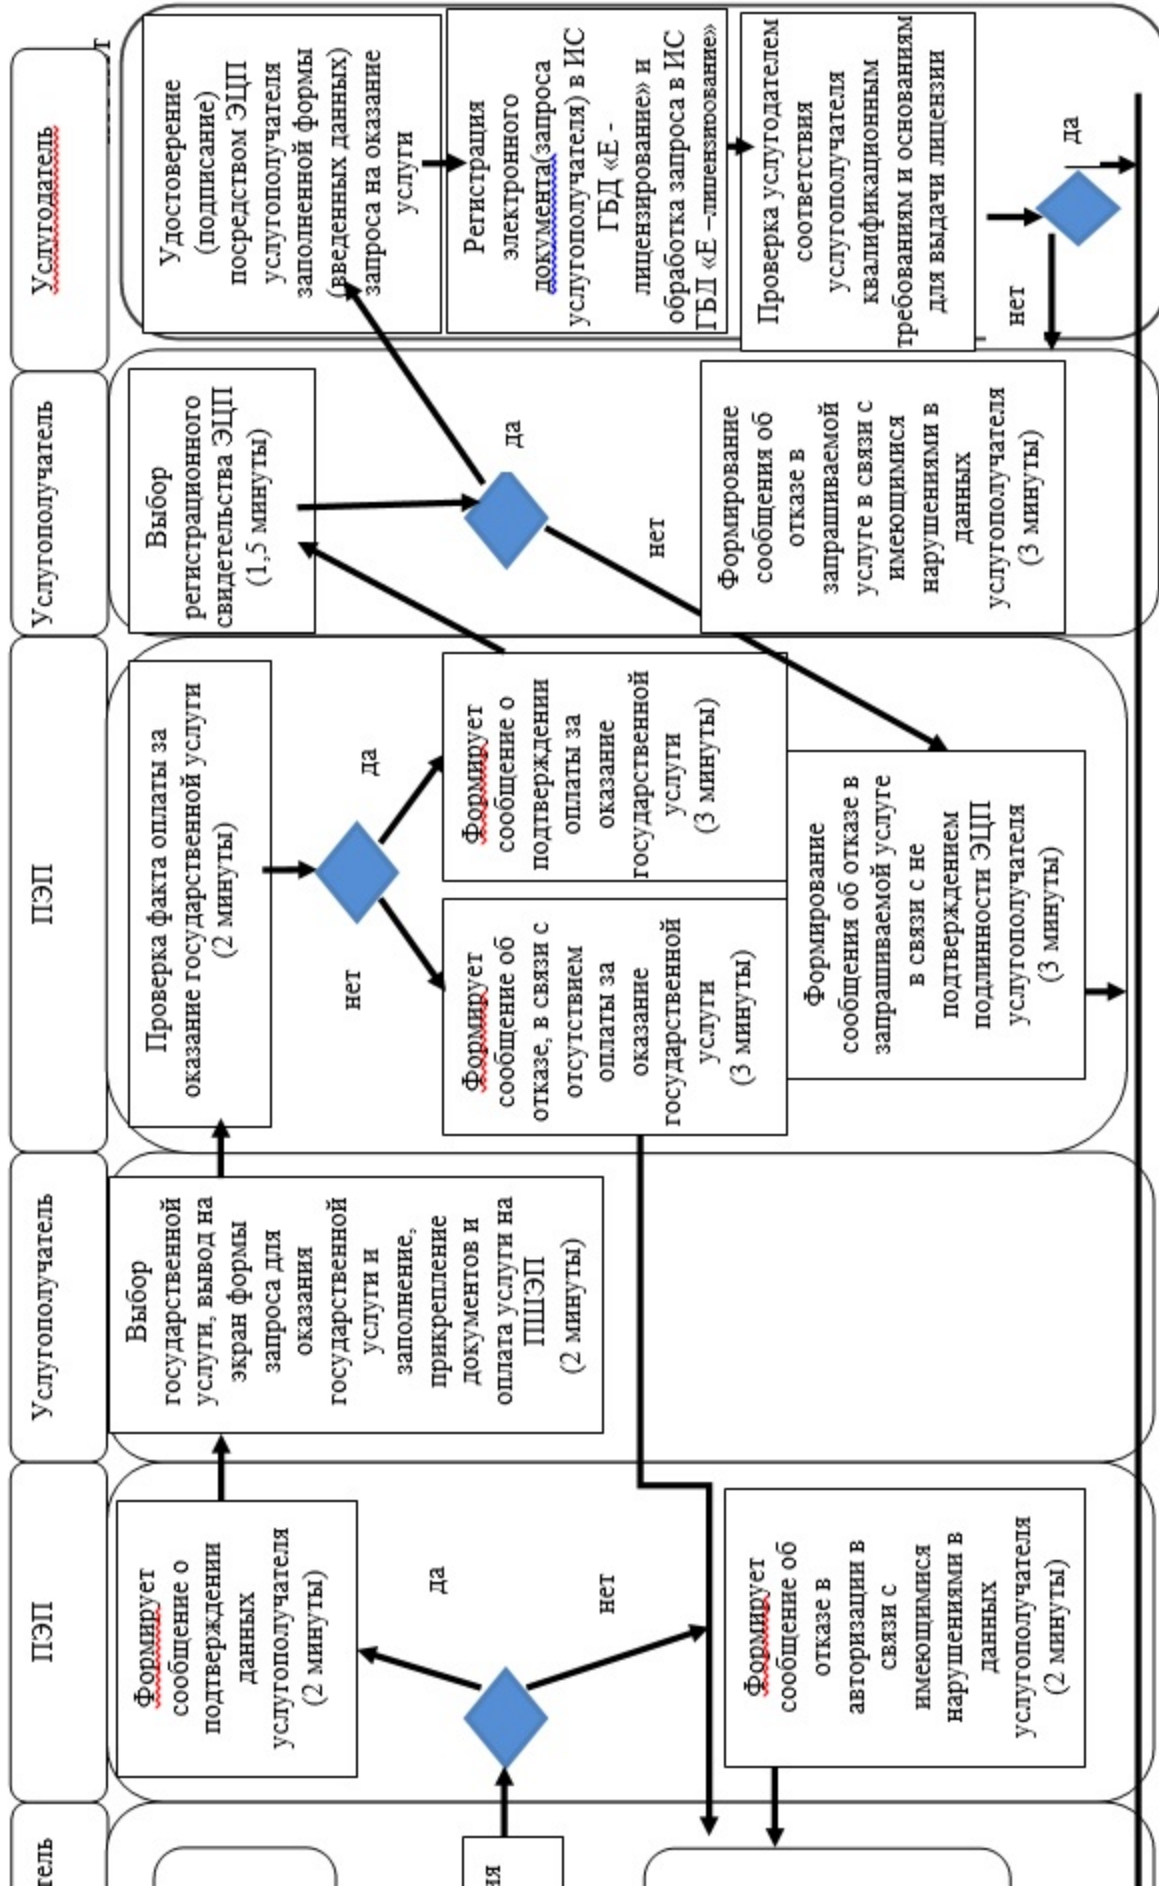 тель
ия
ПЭП
Формирует
сообщение о
подтверждении
данных
услугополучателя
(2 минуты)
да
нет
Формирует
сообщение об
отказе в
авторизации в
связи с
имеющимися
нарушениями в
данных
услугополучателя
(2 минуты)
Услугополучатель
Выбор
государственной
услуги, вывод на
экран формы
запроса для
оказания
государственной
услуги и
заполнение,
прикрепление
документов и
оплата услуги на
ПШЭП
(2 минуты)
ПЭП
Проверка факта оплаты за
оказание государственной услуги
(2 минуты)
нет
да
Формирует
сообщение об
отказе, в связи с
отсутствием
оплаты за
оказание
государственной
услуги
(3 минуты)
Формирует
сообщение о
подтверждении
оплаты за
оказание
государственной
услуги
(3 минуты)
Формирование
сообщения об отказе в
запрашиваемой услуге
в связи с не
подтверждением
подлинности ЭЦП
услугополучателя
(3 минуты)
Услугополучатель
Выбор
регистрационного
свидетельства ЭЦП
(1,5 минуты)
да
нет
Формирование
сообщения об
отказе в
запрашиваемой
услуге в связи с
имеющимися
нарушениями в
данных
услугополучателя
(3 минуты)
Услугодатель
Удостоверение
(подписание)
посредством ЭЦП
услугополучателя
заполненной формы
(введенных данных)
запроса на оказание
услуги
Регистрация
электронного
документа(запроса
услугополучателя) в ИС
ГБД «Е -
лицензирование» и
обработка запроса в ИС
ГБД «Е –лицензирование»
Проверка услугодателем
соответствия
услугополучателя
квалификационным
требованиям и основаниям
для выдачи лицензии
нет
да